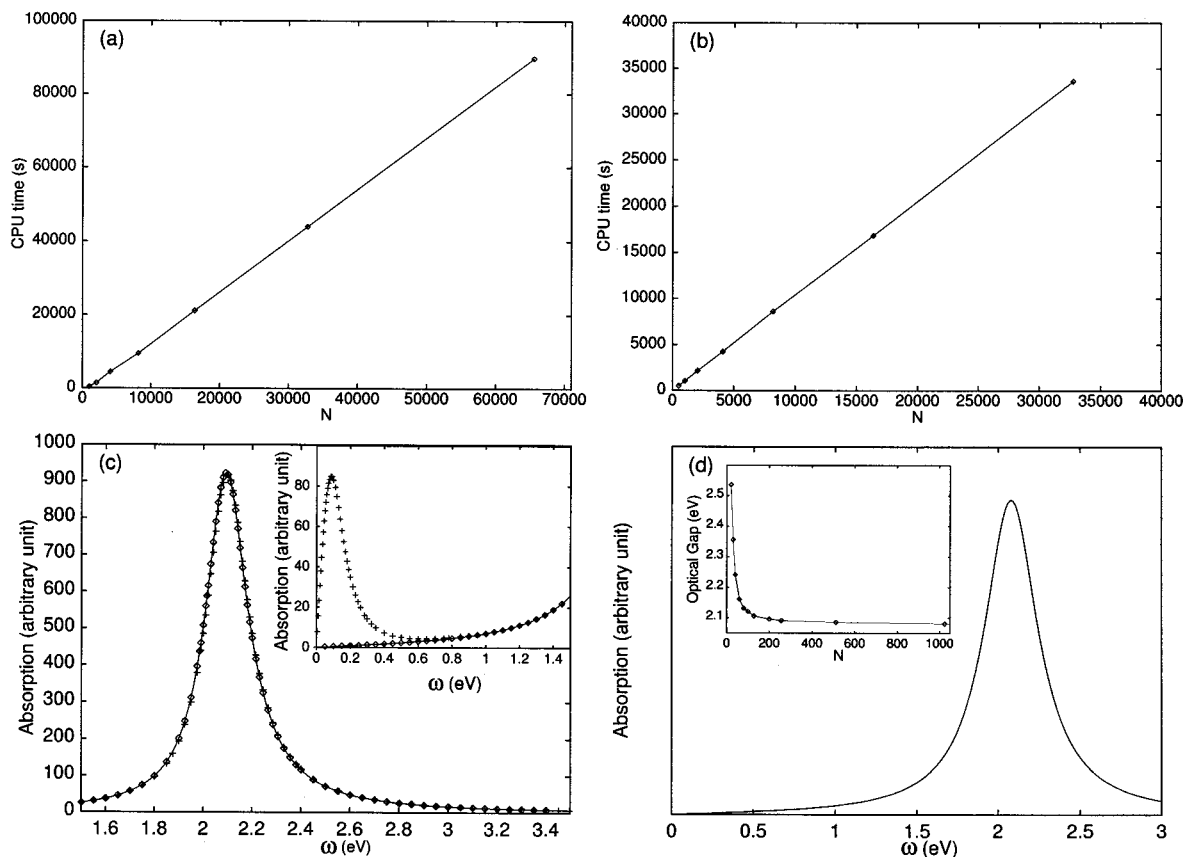 (a)
100000
80000
60000
40000
20000
0
CPU time (s)
0 10000 20000 30000 40000 50000 60000 70000
N
(b)
40000
35000
30000
25000
20000
15000
10000
5000
0
CPU time (s)
0 5000 10000 15000 20000 25000 30000 35000 40000
N
(c)
1000
900
800
700
600
500
400
300
200
100
0
Absorption (arbitrary unit)
1.6 1.8 2 2.2 2.4 2.6 2.8 3 3.2 3.4
ω (eV)
80
60
40
20
0
Absorption (arbitrary unit)
0 0.2 0.4 0.6 0.8 1 1.2 1.4
ω (eV)
(d)
Absorption (arbitrary unit)
0 0.5 1 1.5 2 2.5 3
ω (eV)
2.5
2.4
2.3
2.2
2.1
Optical Gap (eV)
0 200 400 600 800 1000
N